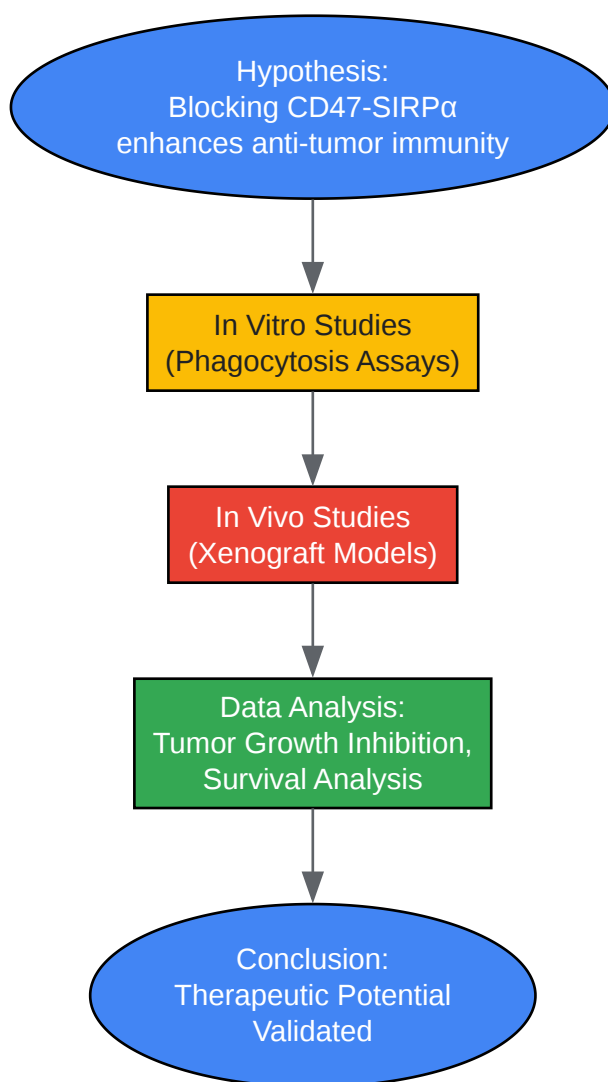 Hypothesis:
Blocking CD47-SIRPα
enhances anti-tumor immunity
In Vitro Studies
(Phagocytosis Assays)
In Vivo Studies
(Xenograft Models)
Data Analysis:
Tumor Growth Inhibition,
Survival Analysis
Conclusion:
Therapeutic Potential
Validated